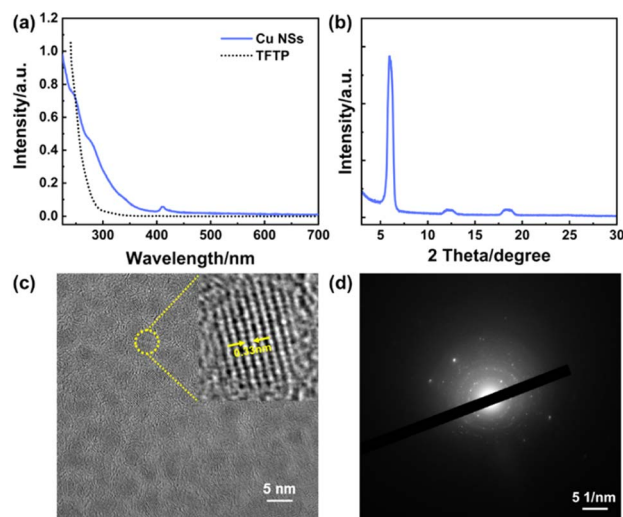 (a)
Intensity/a.u.
1.0
0.8
0.6
0.4
0.2
0.0
Cu NSs
TFTP
300 400 500 600 700
Wavelength/nm
(b)
Intensity/a.u.
5 10 15 20 25 30
2 Theta/degree
(c)
0.33nm
5 nm
(d)
5 1/nm